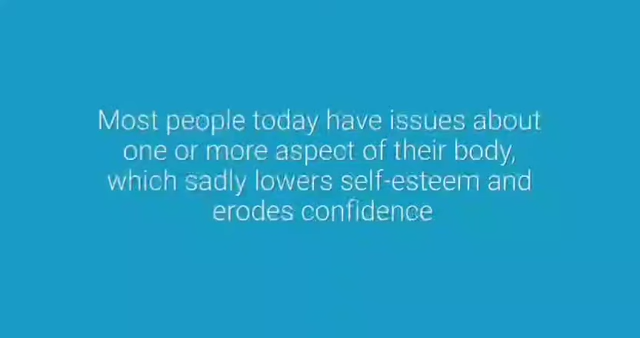 Most people today have issues about
one or more aspect of their body,
which sadly lowers self-esteem and
erodes confidence